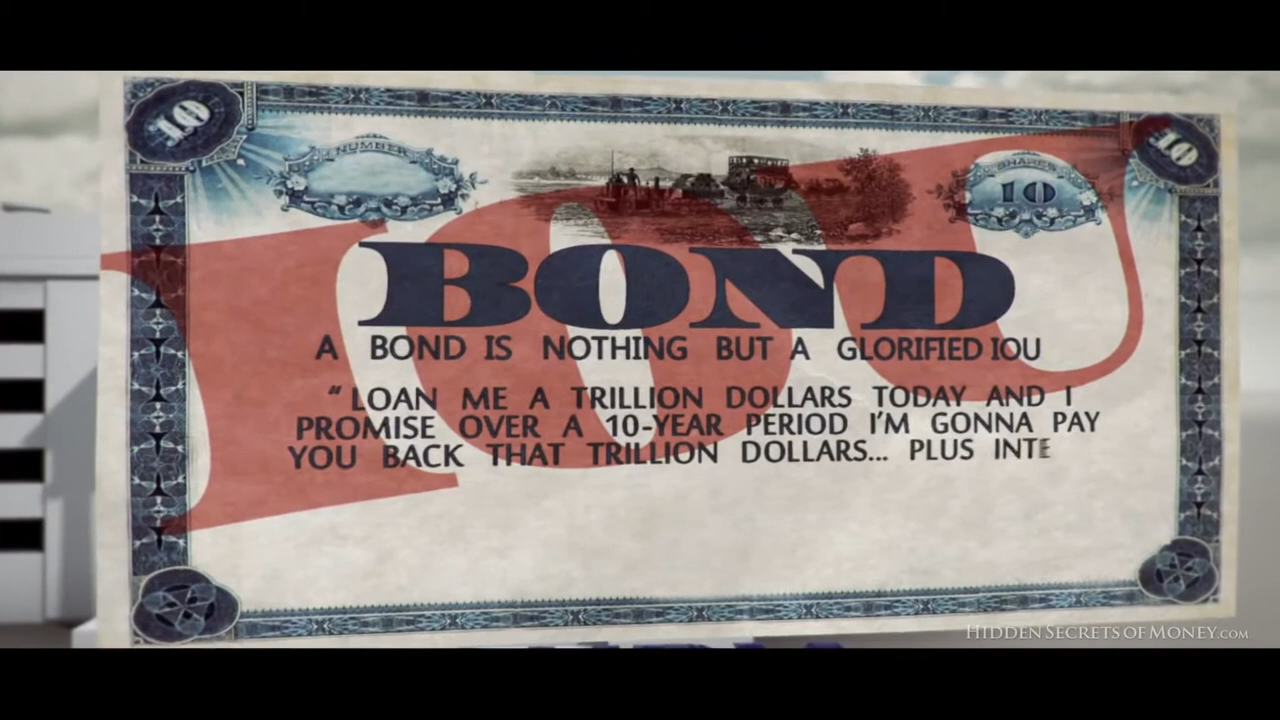 10
10
NUMBER
SHARES
10
IOU
BOND
A BOND IS NOTHING BUT A GLORIFIED IOU
“ LOAN ME A TRILLION DOLLARS TODAY AND I
PROMISE OVER A 10-YEAR PERIOD I'M GONNA PAY
YOU BACK THAT TRILLION DOLLARS... PLUS INTE
HIDDEN SECRETS OF MONEY.COM